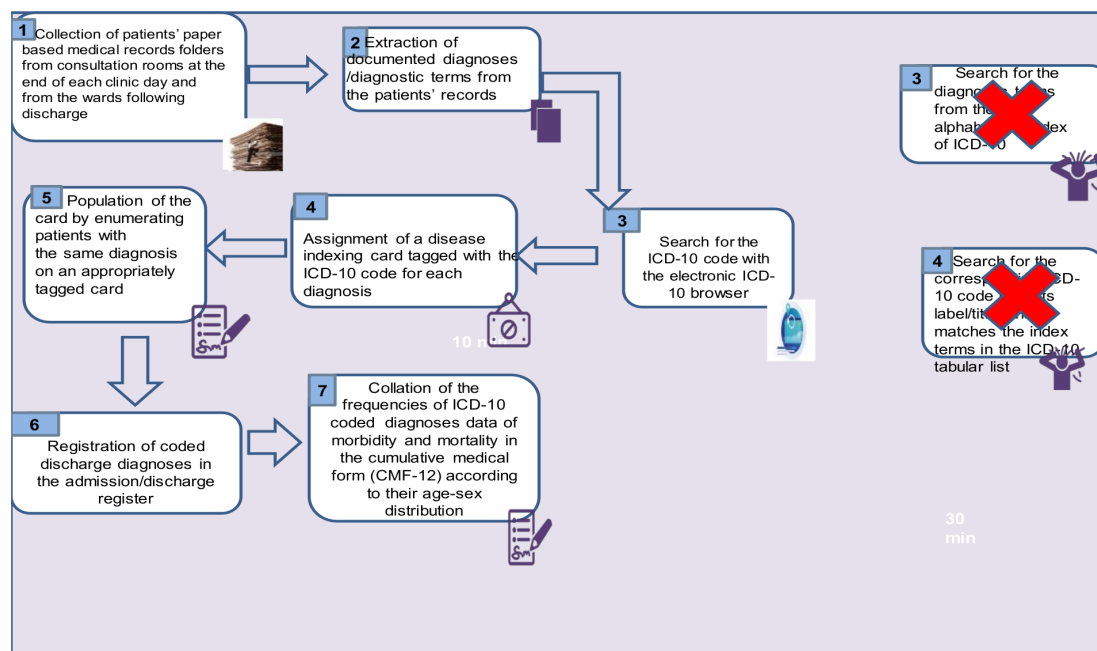 1
Collection of patients' paper
based medical records folders
from consultation rooms at the
end of each clinic day and
from the wards following
discharge
2
Extraction of
documented diagnoses
/diagnostic terms from
the patients' records
3
Search for the
ICD-10 code with
the electronic ICD-
10 browser
4
Assignment of a disease
indexing card tagged with the
ICD-10 code for each
diagnosis
5
Population of the
card by enumerating
patients with
the same diagnosis
on an appropriately
tagged card
6
Registration of coded
discharge diagnoses in
the admission/discharge
register
7
Collation of the
frequencies of ICD-10
coded diagnoses data of
morbidity and mortality in
the cumulative medical
form (CMF-12) according
to their age-sex
distribution
3
Search for the
from the
of ICD-10
4
Search for the
10 code
matches the index
terms in the ICD-10
tabular list
10
30
min